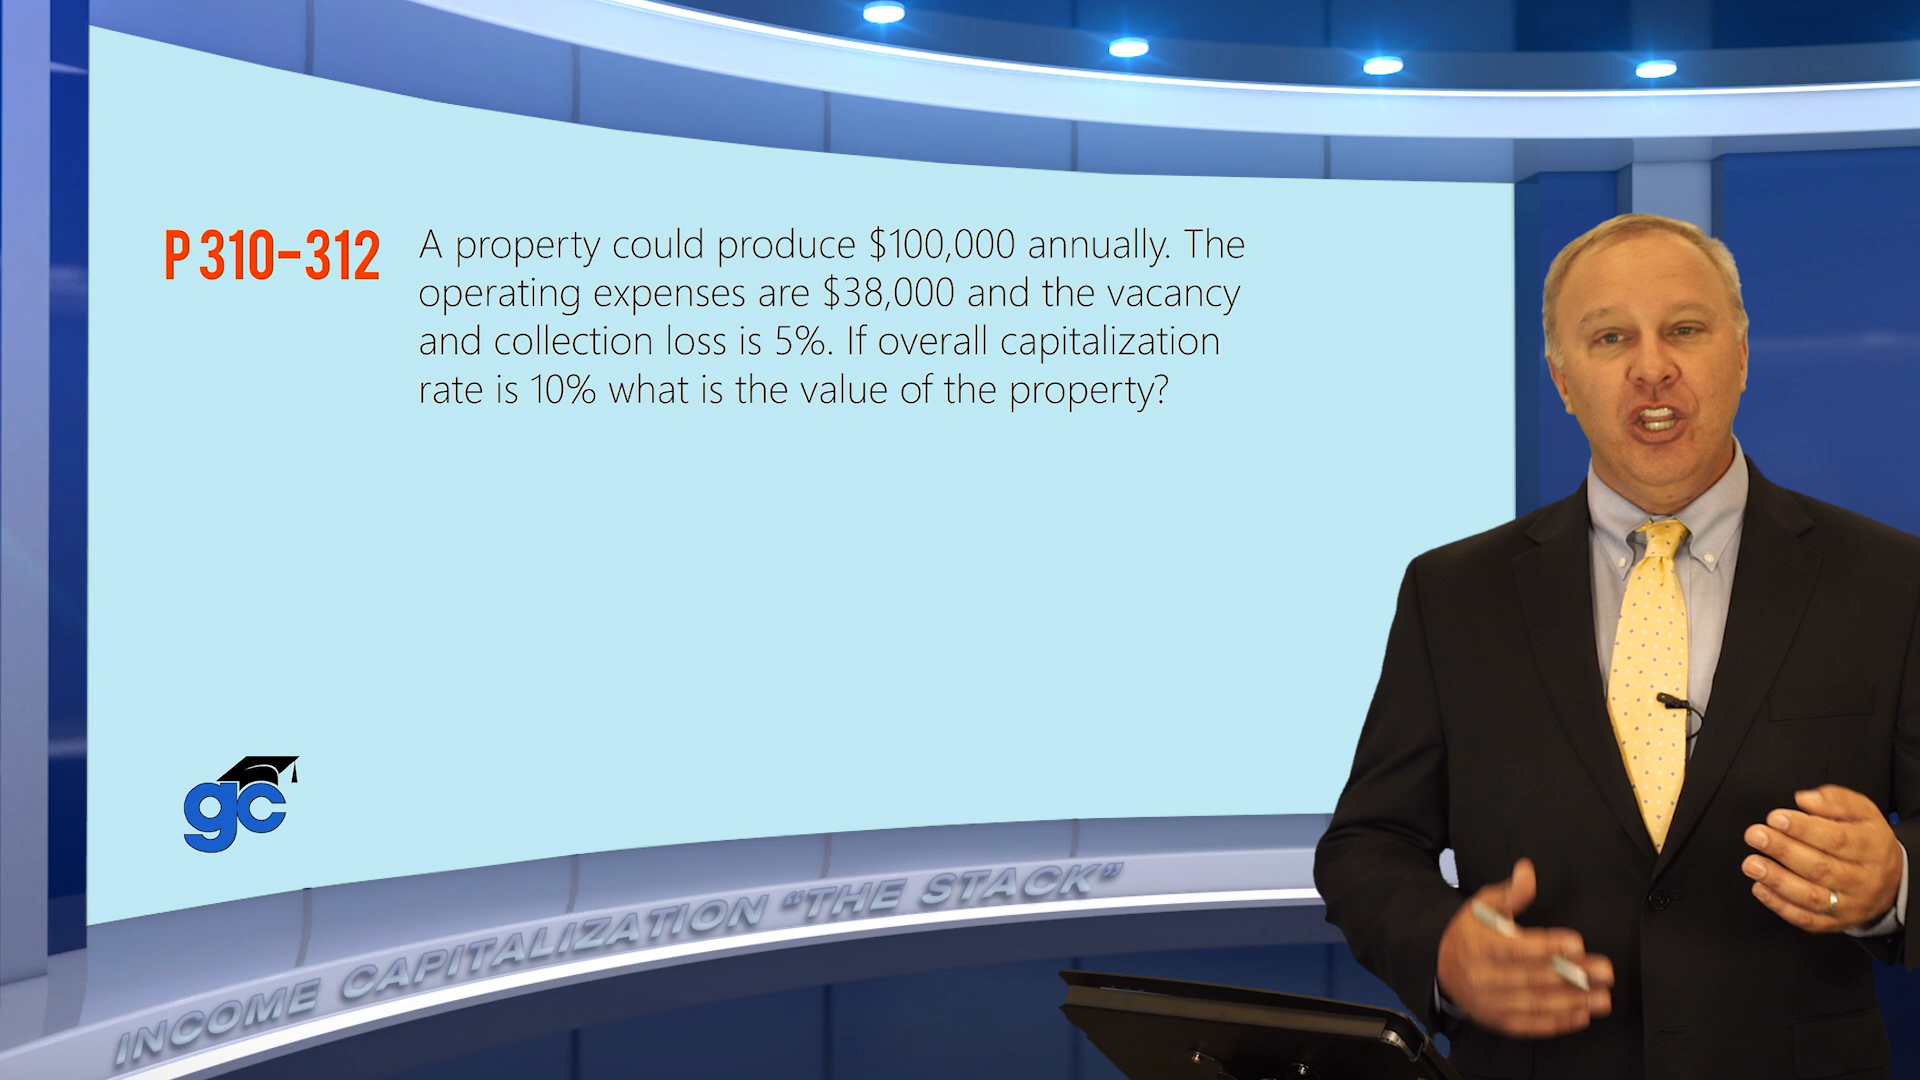 P 310-312
A property could produce $100,000 annually. The
operating expenses are $38,000 and the vacancy
and collection loss is 5%. If overall capitalization
rate is 10% what is the value of the property?
gc
INCOME CAPITALIZATION "THE STACK"